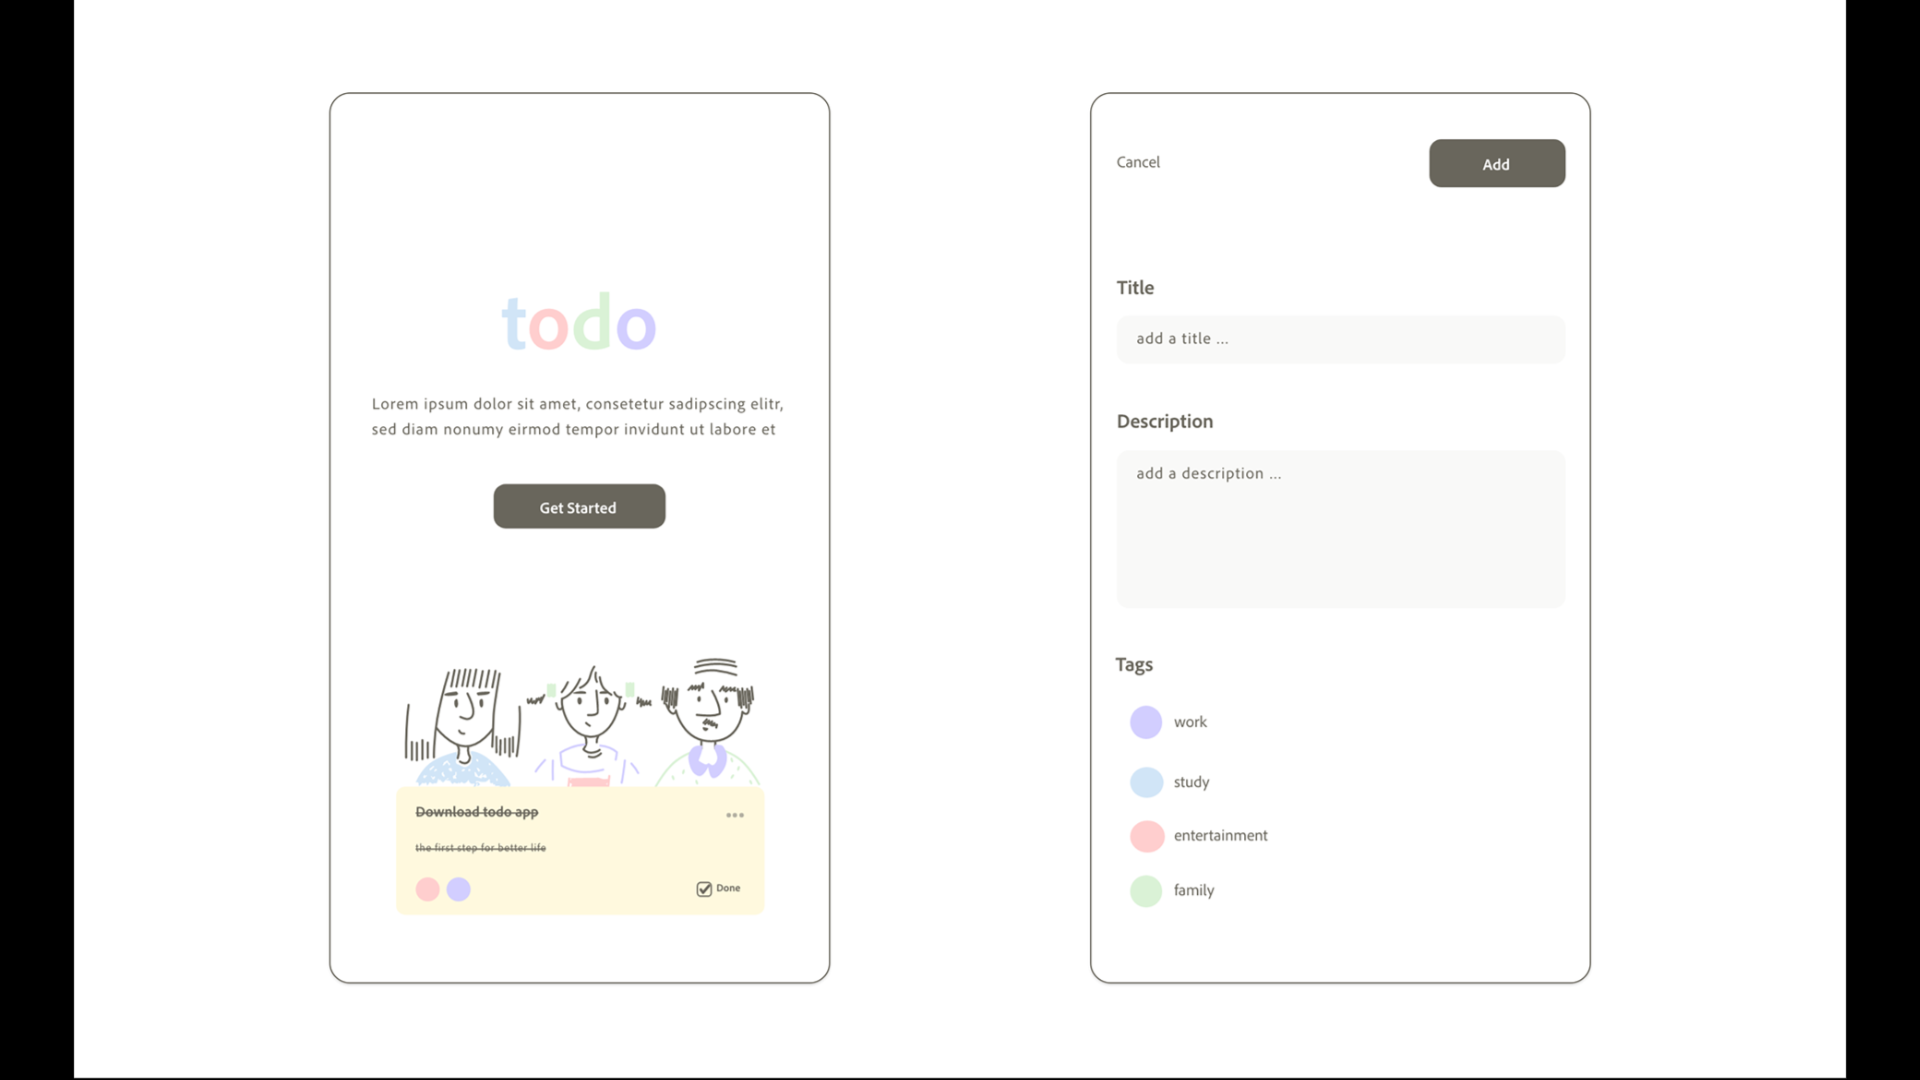 todo
Lorem ipsum dolor sit amet, consetetur sadipscing elitr,
sed diam nonumy eirmod tempor invidunt ut labore et
Get Started
Download todo app
the first step for better life
Done
Cancel
Add
Title
add a title ...
Description
add a description ...
Tags
work
study
entertainment
family